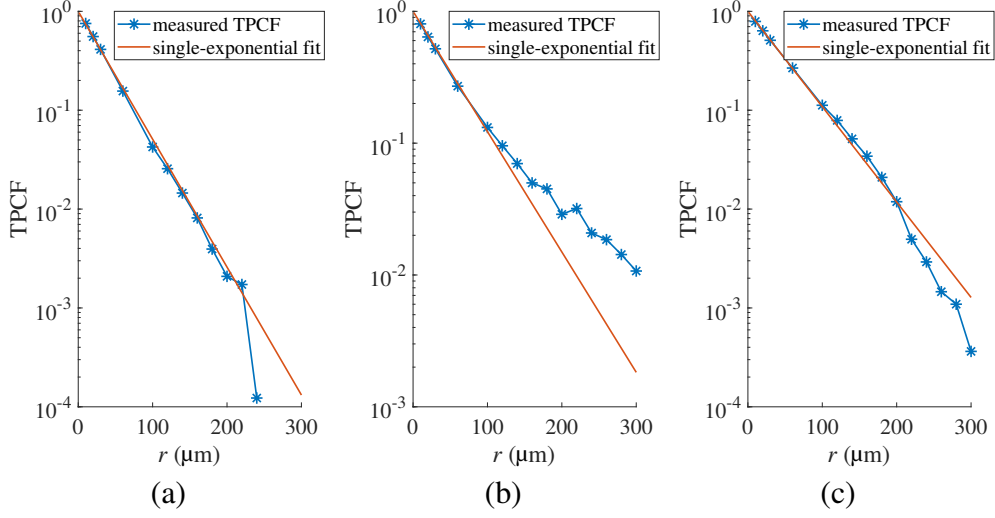 measured TPCF
single-exponential fit
10^0
10^-1
10^-2
10^-3
10^-4
TPCF
0
100
200
300
r (μm)
(a)
measured TPCF
single-exponential fit
10^0
10^-1
10^-2
10^-3
TPCF
0
100
200
300
r (μm)
(b)
measured TPCF
single-exponential fit
10^0
10^-1
10^-2
10^-3
10^-4
TPCF
0
100
200
300
r (μm)
(c)